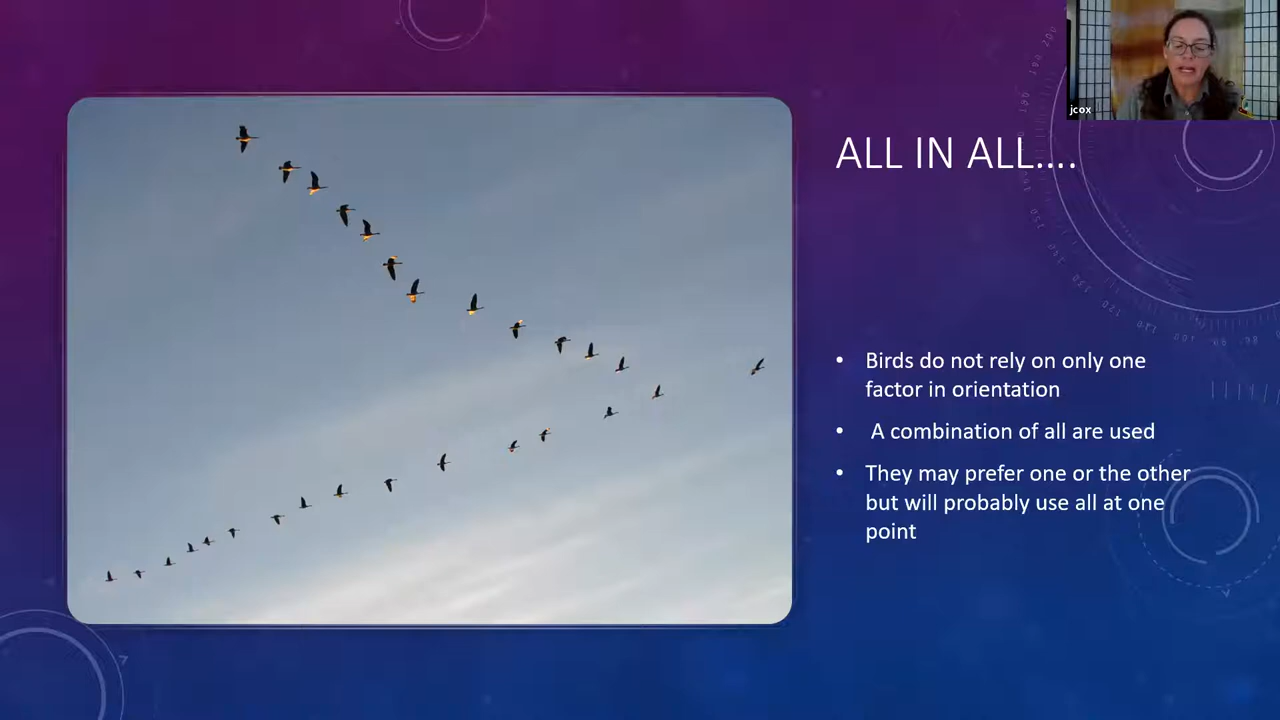 jcox
ALL IN ALL....
• Birds do not rely on only one
factor in orientation
• A combination of all are used
• They may prefer one or the other
but will probably use all at one
point